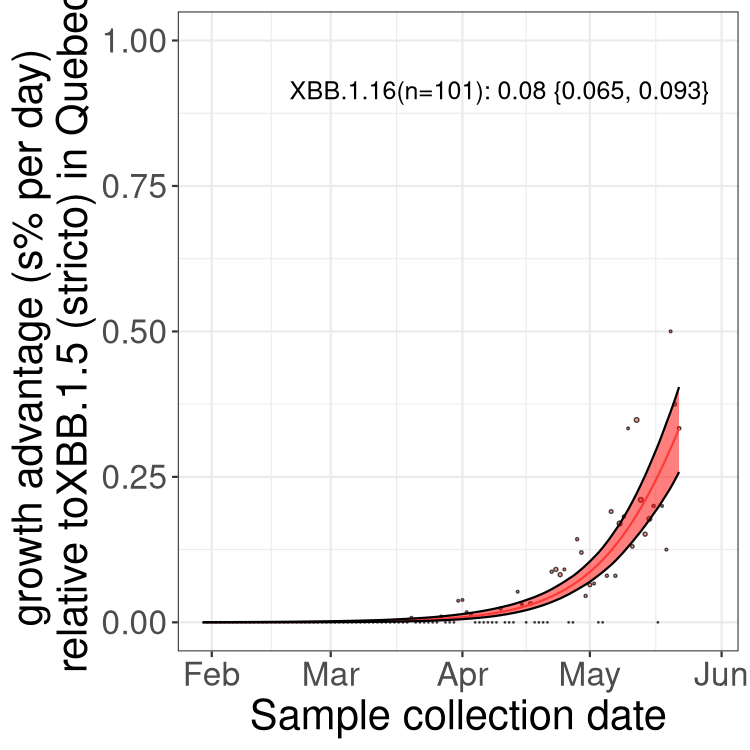 growth advantage (s% per day)
relative toXBB.1.5 (stricto) in Quebec
1.00
0.75
0.50
0.25
0.00
XBB.1.16(n=101): 0.08 {0.065, 0.093}
Feb Mar Apr May Jun
Sample collection date